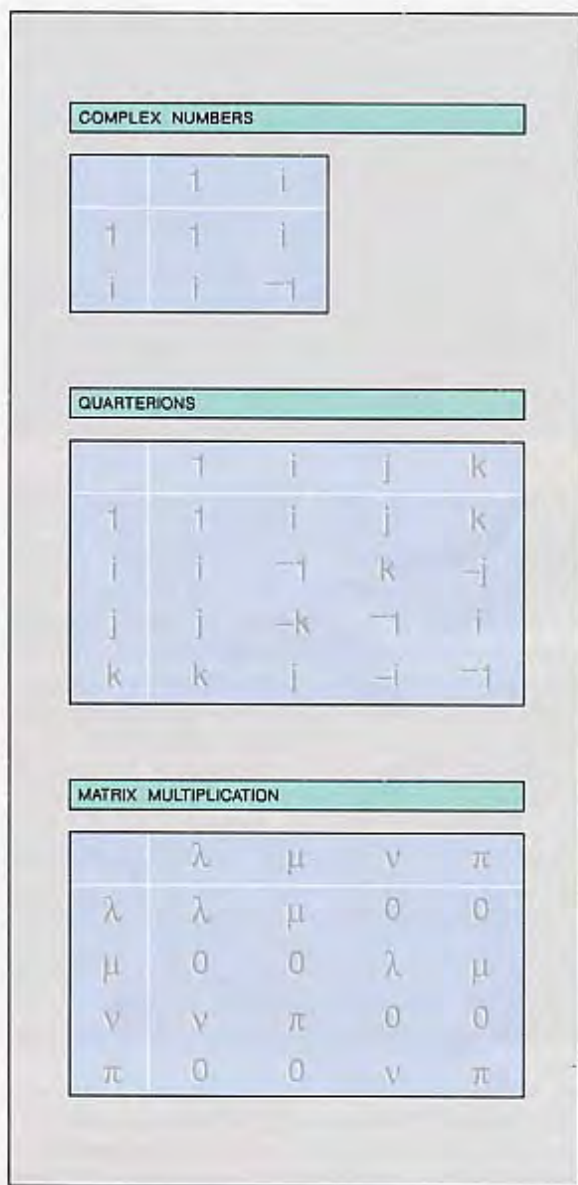 COMPLEX NUMBERS
1 i
1 1 i
i i ¯1
QUARTERIONS
1 i j k
1 1 i j k
i i ¯1 k –j
j j –k ¯1 i
k k j –i ¯1
MATRIX MULTIPLICATION
λ μ ν π
λ λ μ 0 0
μ 0 0 λ μ
ν ν π 0 0
π 0 0 ν π